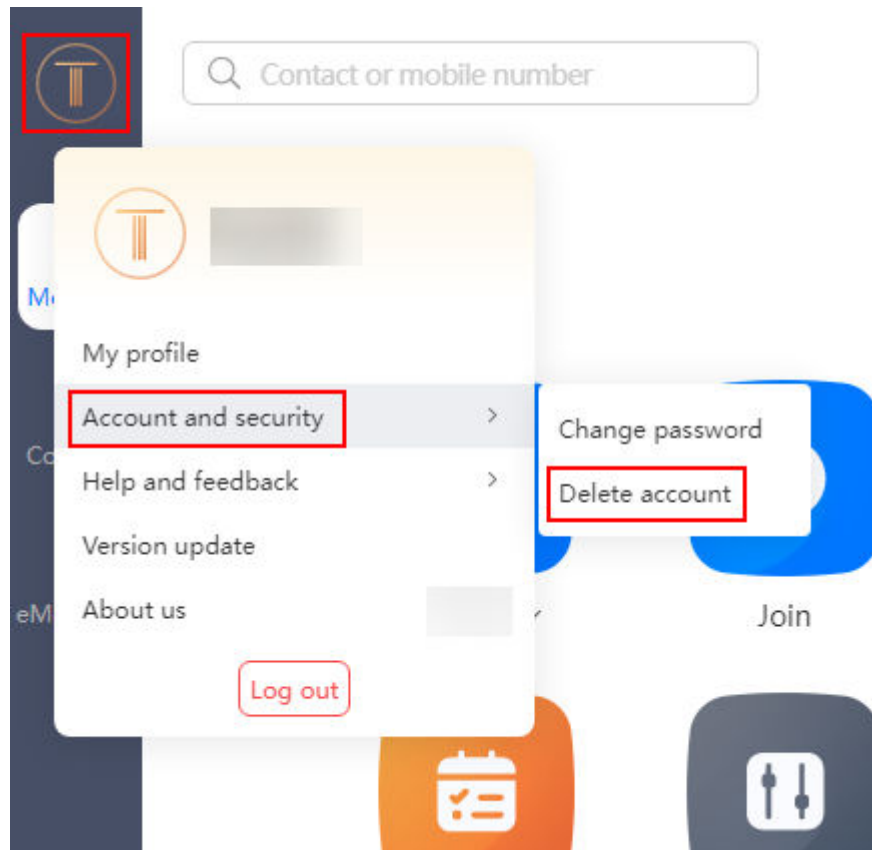 Contact or mobile number
My profile
Account and security
Change password
Help and feedback
Delete account
Version update
About us
Join
Log out